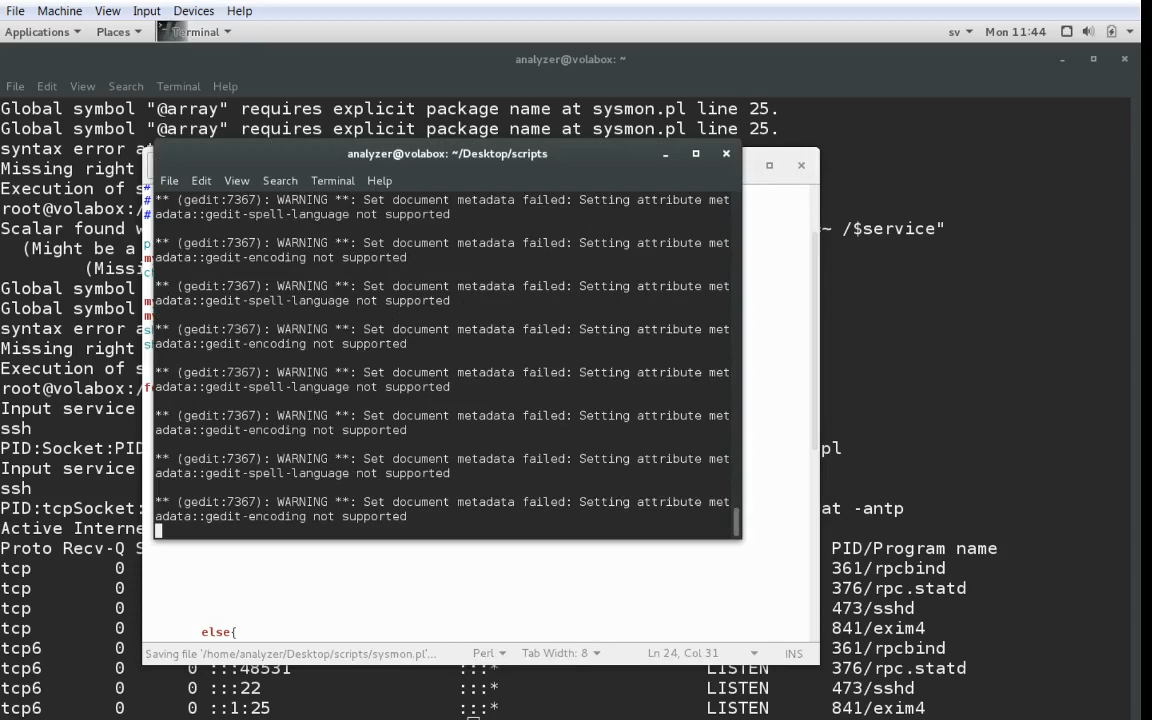 File Machine View Input Devices Help
Applications Places Terminal sv Mon 11:44
analyzer@volabox: ~
File Edit View Search Terminal Help
Global symbol "@array" requires explicit package name at sysmon.pl line 25.
Global symbol "@array" requires explicit package name at sysmon.pl line 25.
syntax error a
Missing right
Execution of s
root@volabox:/
Scalar found w ~ /$service"
(Might be a
(Missi
Global symbol
Global symbol
syntax error a
Missing right
Execution of s
root@volabox:/
Input service
ssh
PID:Socket:PID pl
Input service
ssh
PID:tcpSocket: at -antp
Active Interne
Proto Recv-Q S PID/Program name
tcp 0 361/rpcbind
tcp 0 376/rpc.statd
tcp 0 473/sshd
tcp 0 841/exim4
tcp6 0 361/rpcbind
tcp6 0 0 :::48531 :::* LISTEN 376/rpc.statd
tcp6 0 0 :::22 :::* LISTEN 473/sshd
tcp6 0 0 ::1:25 :::* LISTEN 841/exim4
analyzer@volabox: ~/Desktop/scripts
File Edit View Search Terminal Help
** (gedit:7367): WARNING **: Set document metadata failed: Setting attribute met
adata::gedit-spell-language not supported
** (gedit:7367): WARNING **: Set document metadata failed: Setting attribute met
adata::gedit-encoding not supported
** (gedit:7367): WARNING **: Set document metadata failed: Setting attribute met
adata::gedit-spell-language not supported
** (gedit:7367): WARNING **: Set document metadata failed: Setting attribute met
adata::gedit-encoding not supported
** (gedit:7367): WARNING **: Set document metadata failed: Setting attribute met
adata::gedit-spell-language not supported
** (gedit:7367): WARNING **: Set document metadata failed: Setting attribute met
adata::gedit-encoding not supported
** (gedit:7367): WARNING **: Set document metadata failed: Setting attribute met
adata::gedit-spell-language not supported
** (gedit:7367): WARNING **: Set document metadata failed: Setting attribute met
adata::gedit-encoding not supported
else{
Saving file '/home/analyzer/Desktop/scripts/sysmon.pl'... Perl Tab Width: 8 Ln 24, Col 31 INS